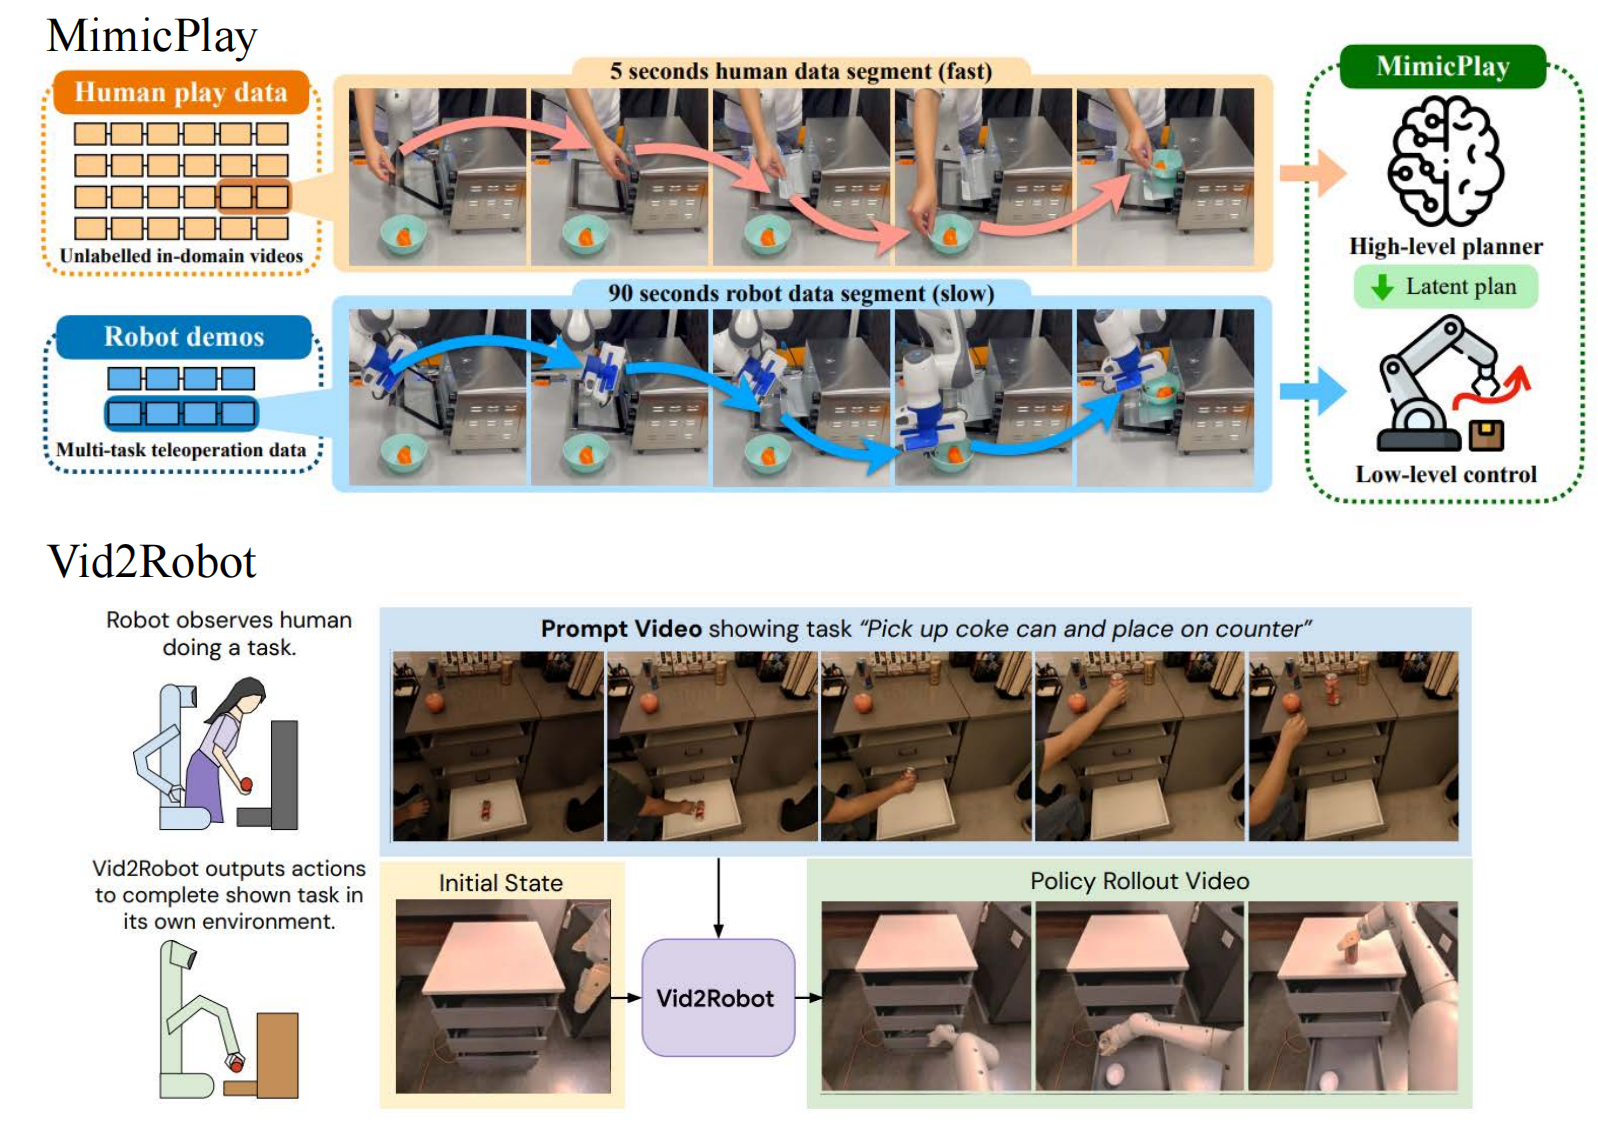 MimicPlay
Human play data
Unlabelled in-domain videos
5 seconds human data segment (fast)
Robot demos
Multi-task teleoperation data
90 seconds robot data segment (slow)
MimicPlay
High-level planner
Latent plan
Low-level control
Vid2Robot
Robot observes human
doing a task.
Prompt Video showing task “Pick up coke can and place on counter”
Vid2Robot outputs actions
to complete shown task in
its own environment.
Initial State
Vid2Robot
Policy Rollout Video